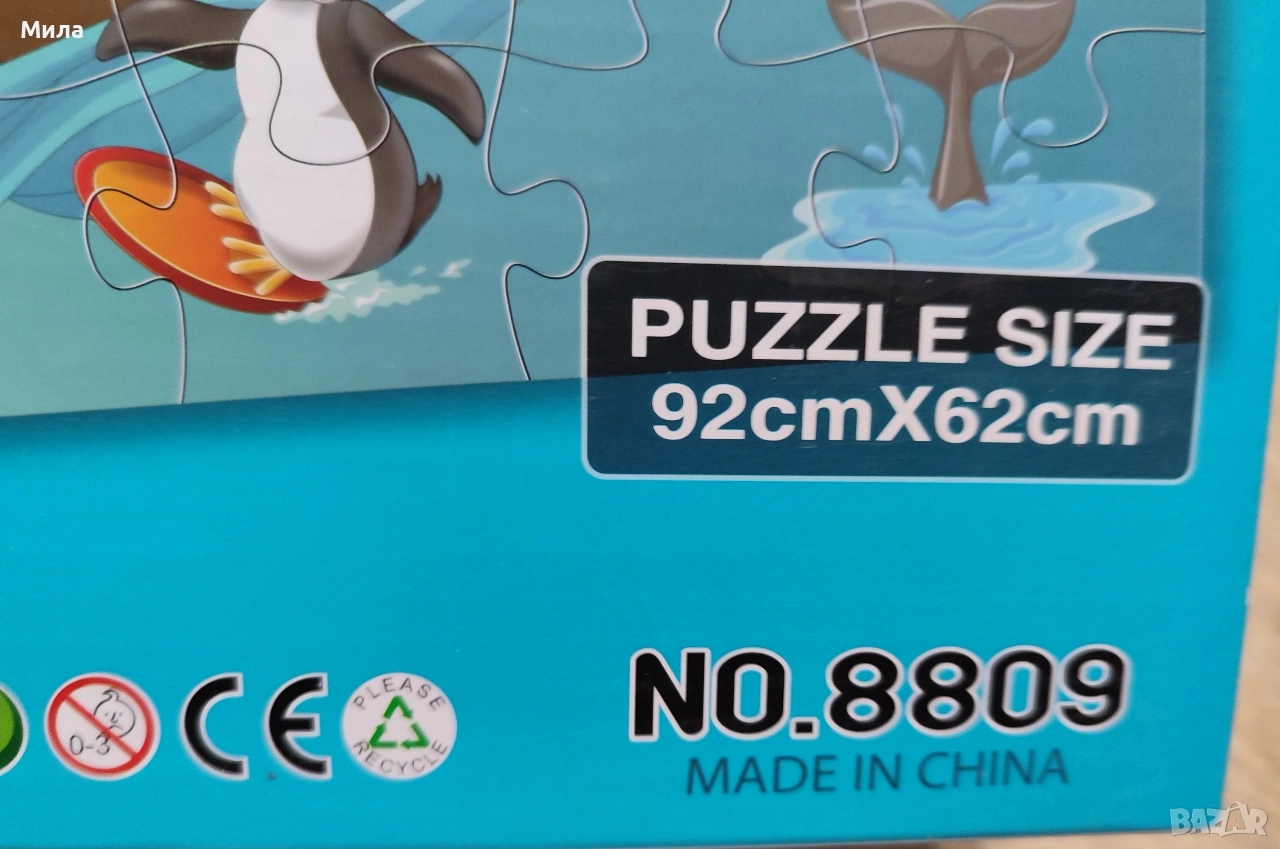 Мила
PUZZLE SIZE
92cmX62cm
NO.8809
MADE IN CHINA
0-3
CE
PLEASE
RECYCLE
BAZAR